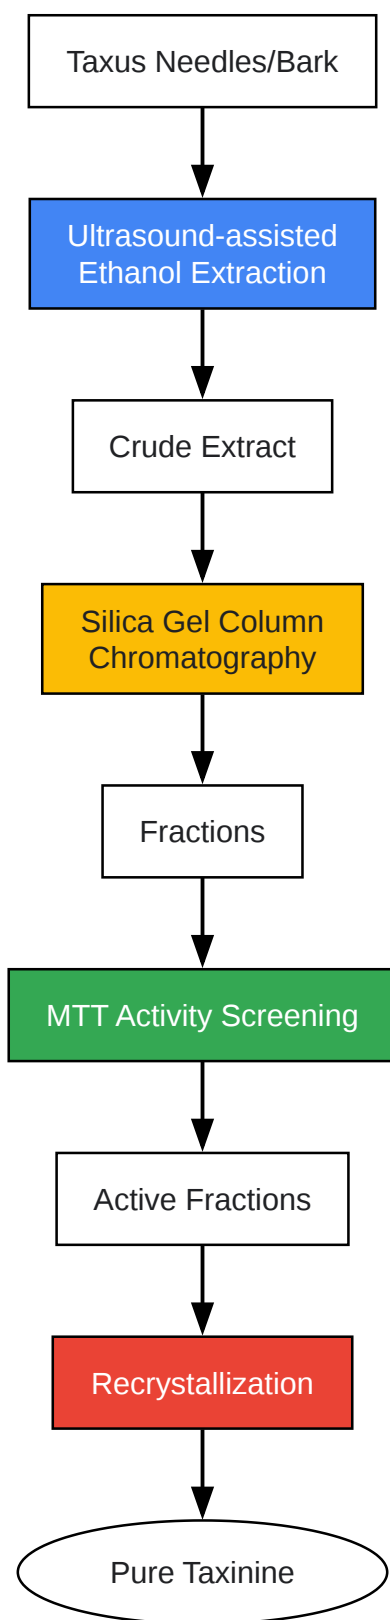 Taxus Needles/Bark
Ultrasound-assisted
Ethanol Extraction
Crude Extract
Silica Gel Column
Chromatography
Fractions
MTT Activity Screening
Active Fractions
Recrystallization
Pure Taxinine